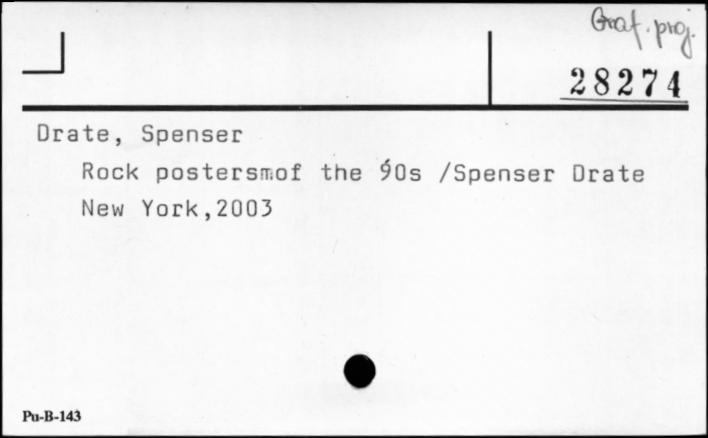 Graf. proj.
28274
Drate, Spenser
Rock postersmof the 90s /Spenser Drate
New York,2003
Pu-B-143